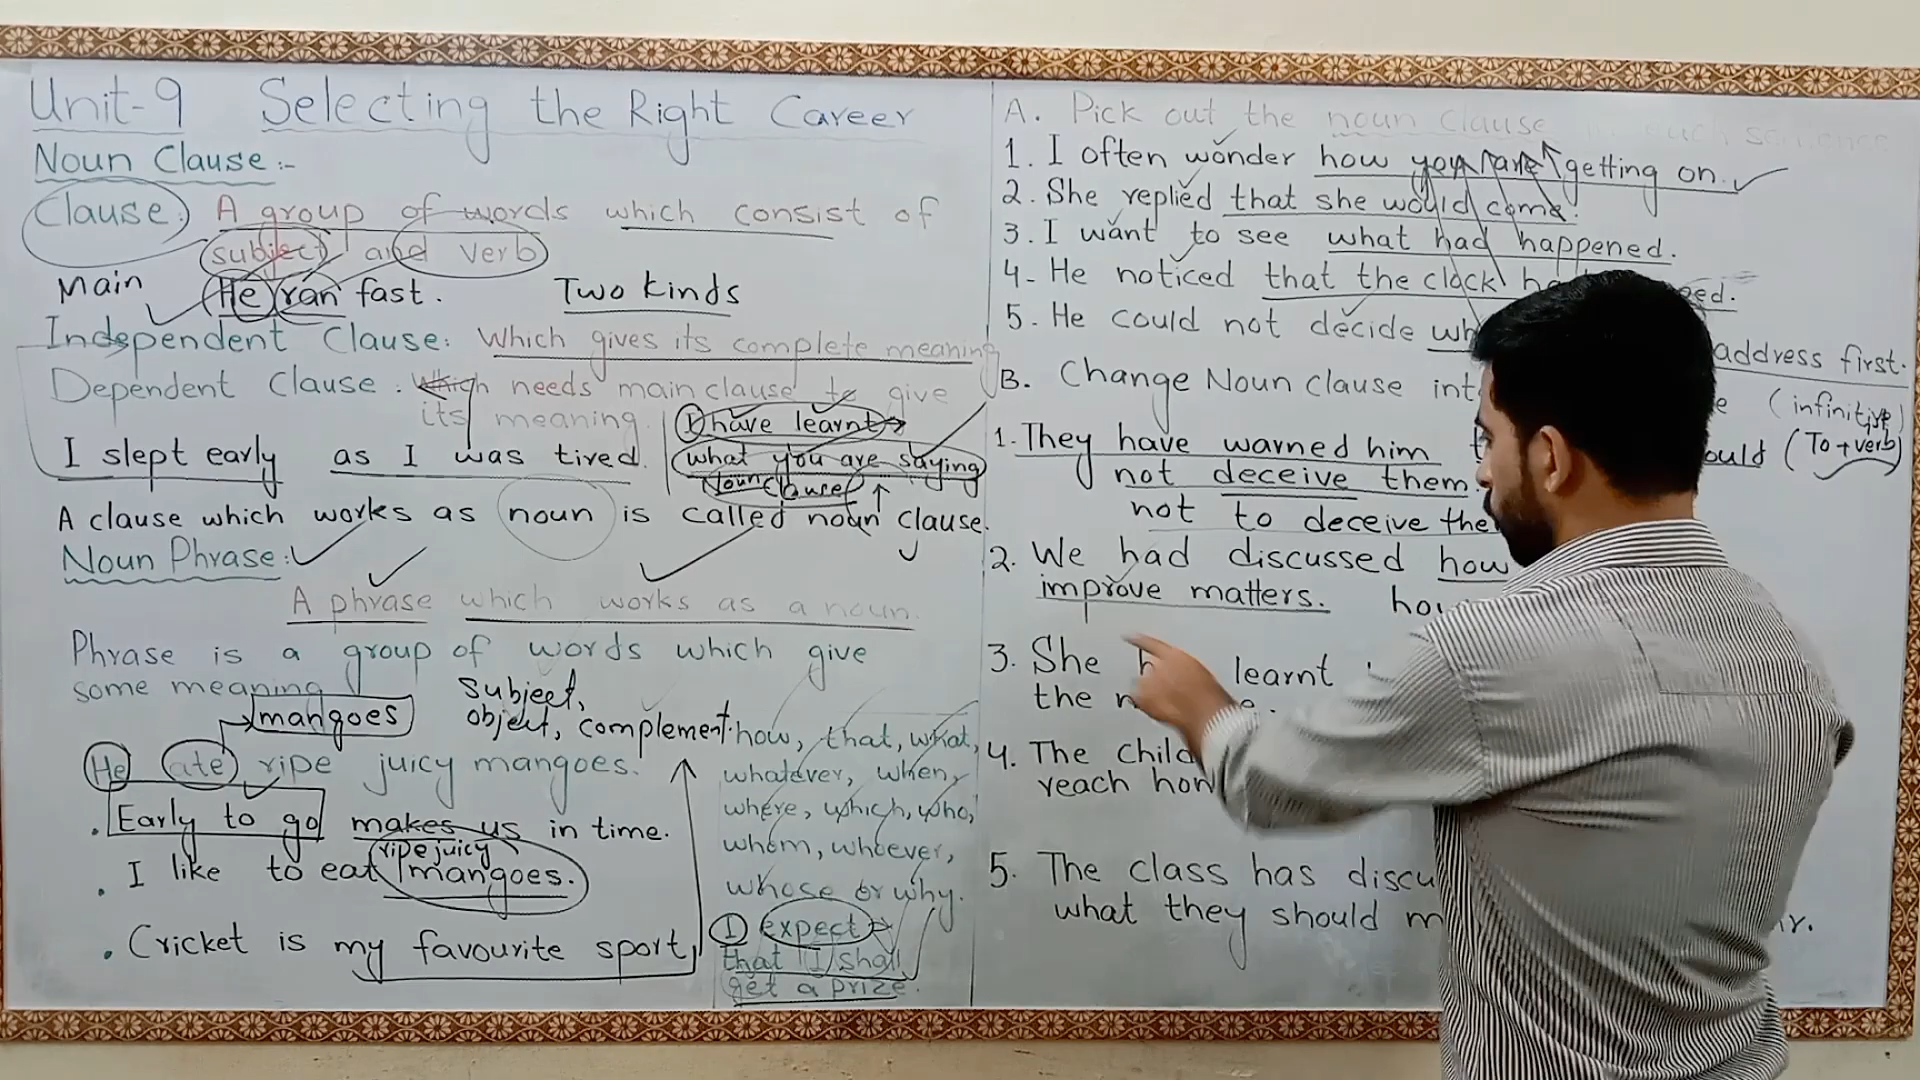 Unit-9 Selecting the Right Career
Noun Clause:-
Clause: A group of words which consist of
subject and verb
Main He ran fast. Two Kinds
Independent Clause: Which gives its complete meaning
Dependent Clause: Which needs main clause to give
its meaning.
I slept early as I was tired.
I have learnt
what you are saying
Noun Clause
A clause which works as noun is called noun clause.
Noun Phrase:
A phrase which works as a noun.
Phrase is a group of words which give
some meaning
mangoes
Subject,
object, complement.
He ate ripe juicy mangoes.
Early to go makes us in time.
ripe juicy
I like to eat mangoes.
Cricket is my favourite sport
how, that, what,
whatever, when,
where, which, who,
whom, whoever,
whose or why.
I expect
that I shall
get a prize.
A. Pick out the noun clause in each sentence
1. I often wonder how you are getting on.
2. She replied that she would come.
3. I want to see what had happened.
4- He noticed that the clock
5. He could not decide address first.
B. Change Noun Clause (infinitive)
1. They have warned him (To+verb)
not deceive them.
not to deceive
2. We had discussed how
improve matters.
3. She learnt
the
4. The
reach
5. The class has
what they should